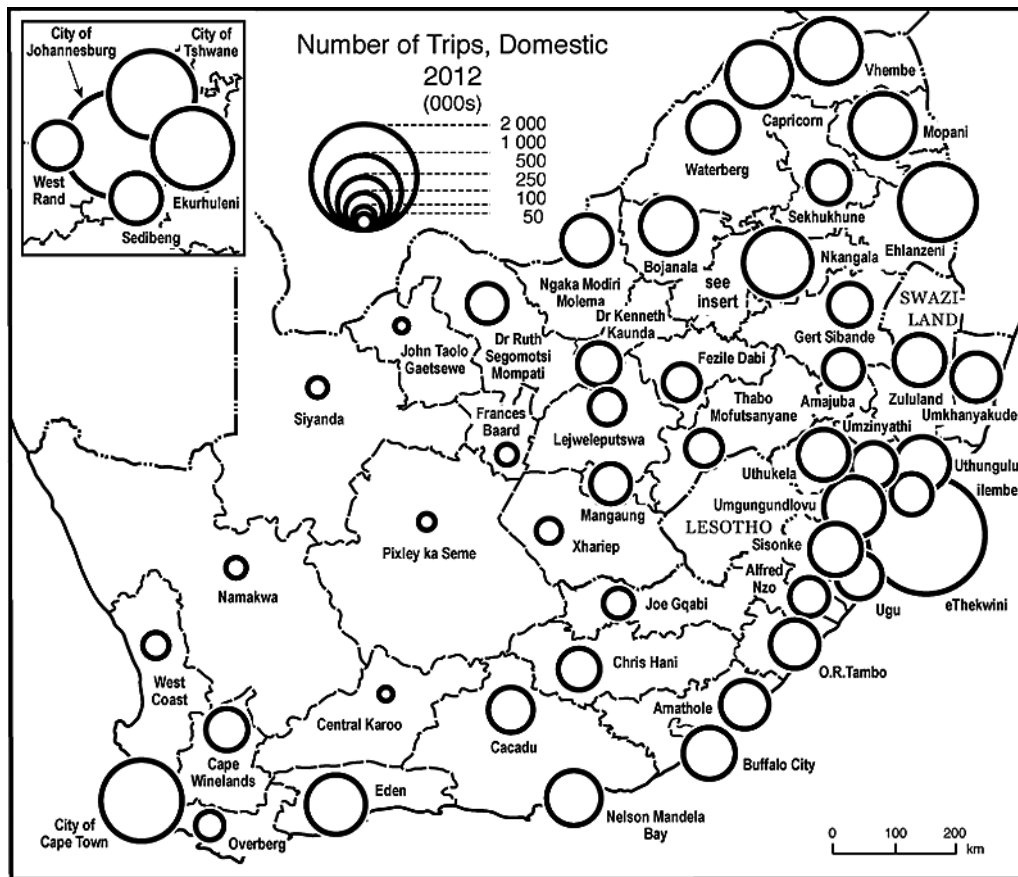 City of
Johannesburg
City of
Tshwane
West
Rand
Sedibeng
Ekurhuleni
Number of Trips, Domestic
2012
(000s)
2 000
1 000
500
250
100
50
Vhembe
Capricorn
Mopani
Waterberg
Sekhukhune
Ehlanzeni
Bojanala
Nkangala
Ngaka Modiri
Molema
see
insert
SWAZI-
LAND
Dr Kenneth
Kaunda
Gert Sibande
John Taolo
Gaetsewe
Dr Ruth
Segomotsi
Mompati
Fezile Dabi
Siyanda
Thabo
Mofutsanyane
Amajuba
Zululand
Umkhanyakude
Frances
Baard
Lejweleputswa
Umzinyathi
Uthukela
Uthungulu
ilembe
Mangaung
Umgungundlovu
LESOTHO
Pixley ka Seme
Xhariep
Sisonke
Alfred
Nzo
Namakwa
Joe Gqabi
Ugu
eThekwini
West
Coast
Chris Hani
O.R.Tambo
Central Karoo
Cacadu
Amathole
Cape
Winelands
Buffalo City
Eden
City of
Cape Town
Overberg
Nelson Mandela
Bay
0 100 200
km